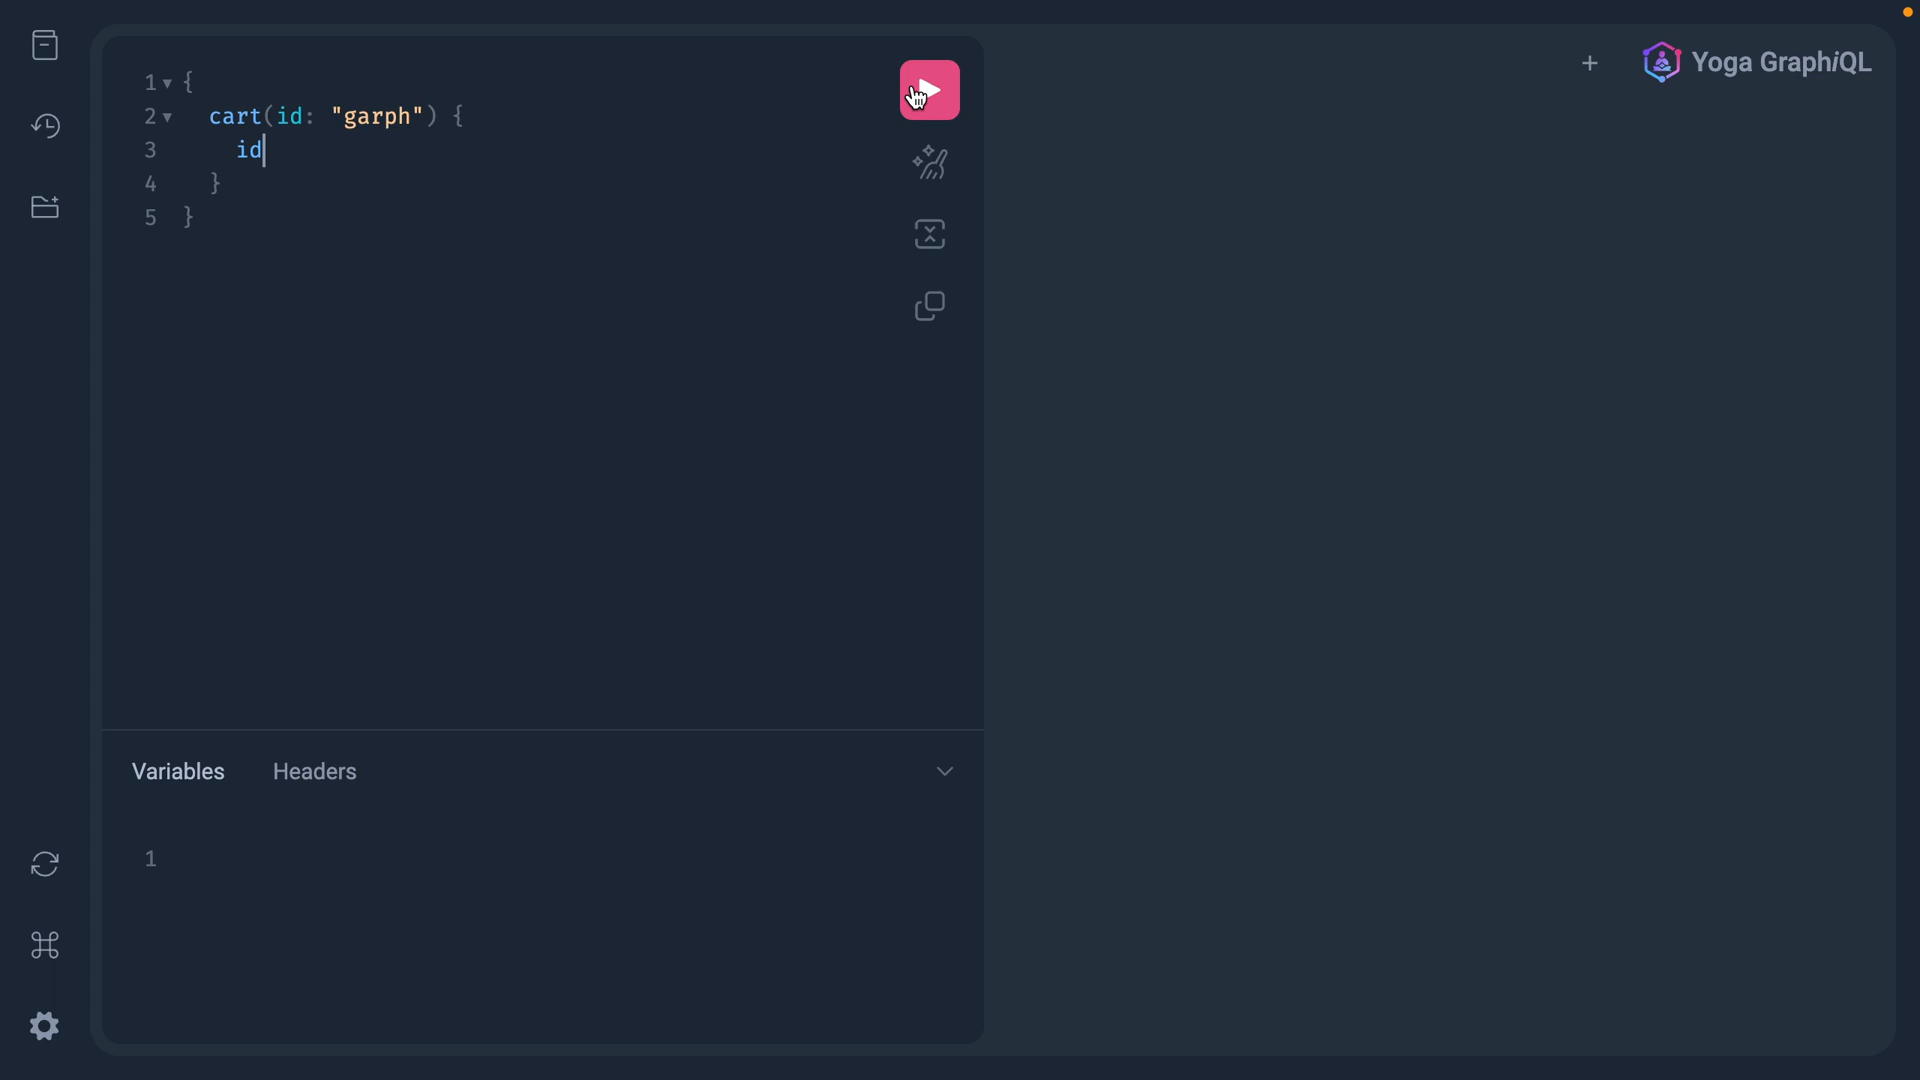 Yoga GraphiQL
1 {
2 cart(id: "garph") {
3 id
4 }
5 }
Variables Headers
1